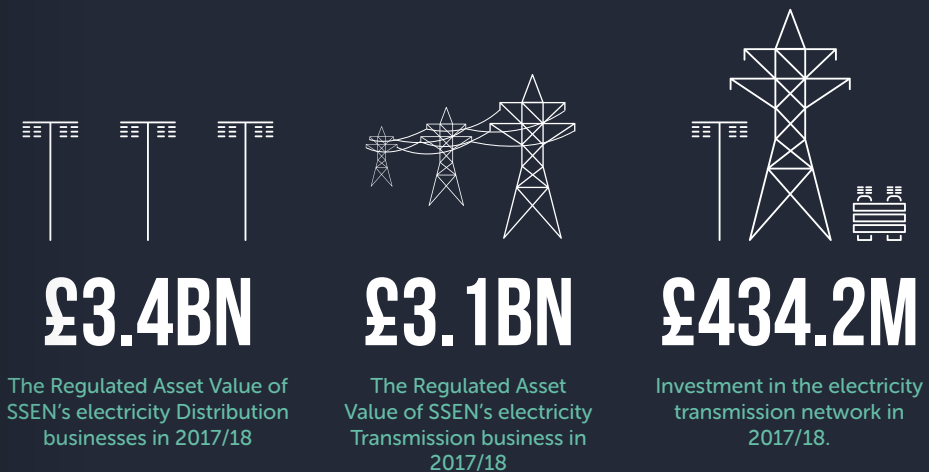 £3.4BN
The Regulated Asset Value of
SSEN's electricity Distribution
businesses in 2017/18
£3.1BN
The Regulated Asset
Value of SSEN's electricity
Transmission business in
2017/18
£434.2M
Investment in the electricity
transmission network in
2017/18.